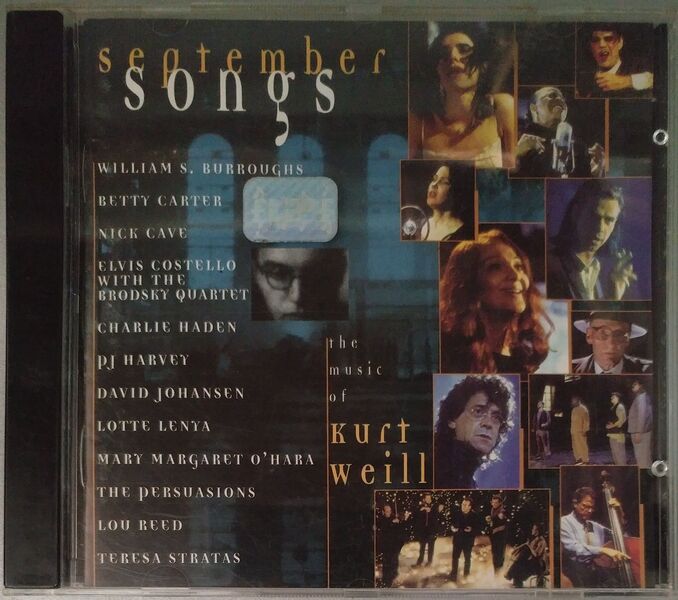 september
songs
WILLIAM S. BURROUGHS
BETTY CARTER
NICK CAVE
ELVIS COSTELLO
WITH THE
BRODSKY QUARTET
CHARLIE HADEN
PJ HARVEY
DAVID JOHANSEN
LOTTE LENYA
MARY MARGARET O'HARA
THE PERSUASIONS
LOU REED
TERESA STRATAS
the
music
of
Kurt
Weill